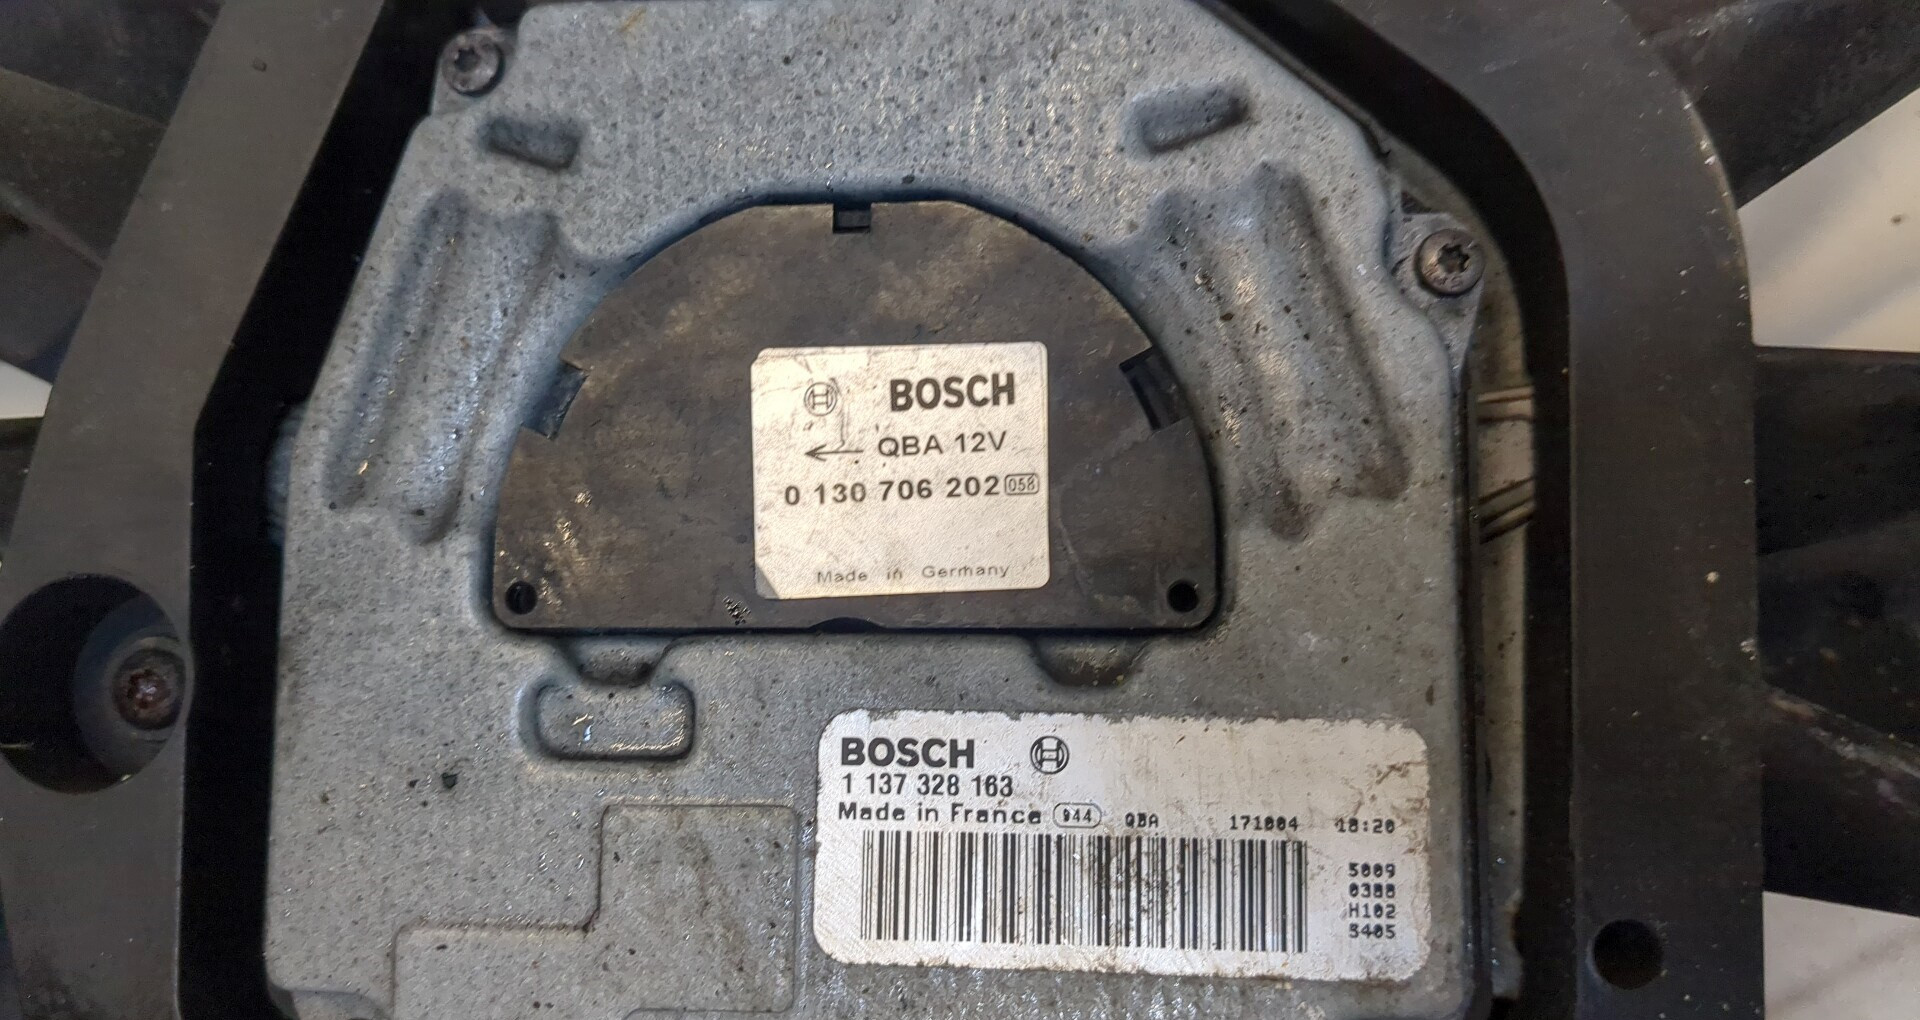 BOSCH
QBA 12V
0 130 706 202 058
Made in Germany
BOSCH
1 137 328 163
Made in France 944 QBA 171004 18:20
5009
0388
H102
3405